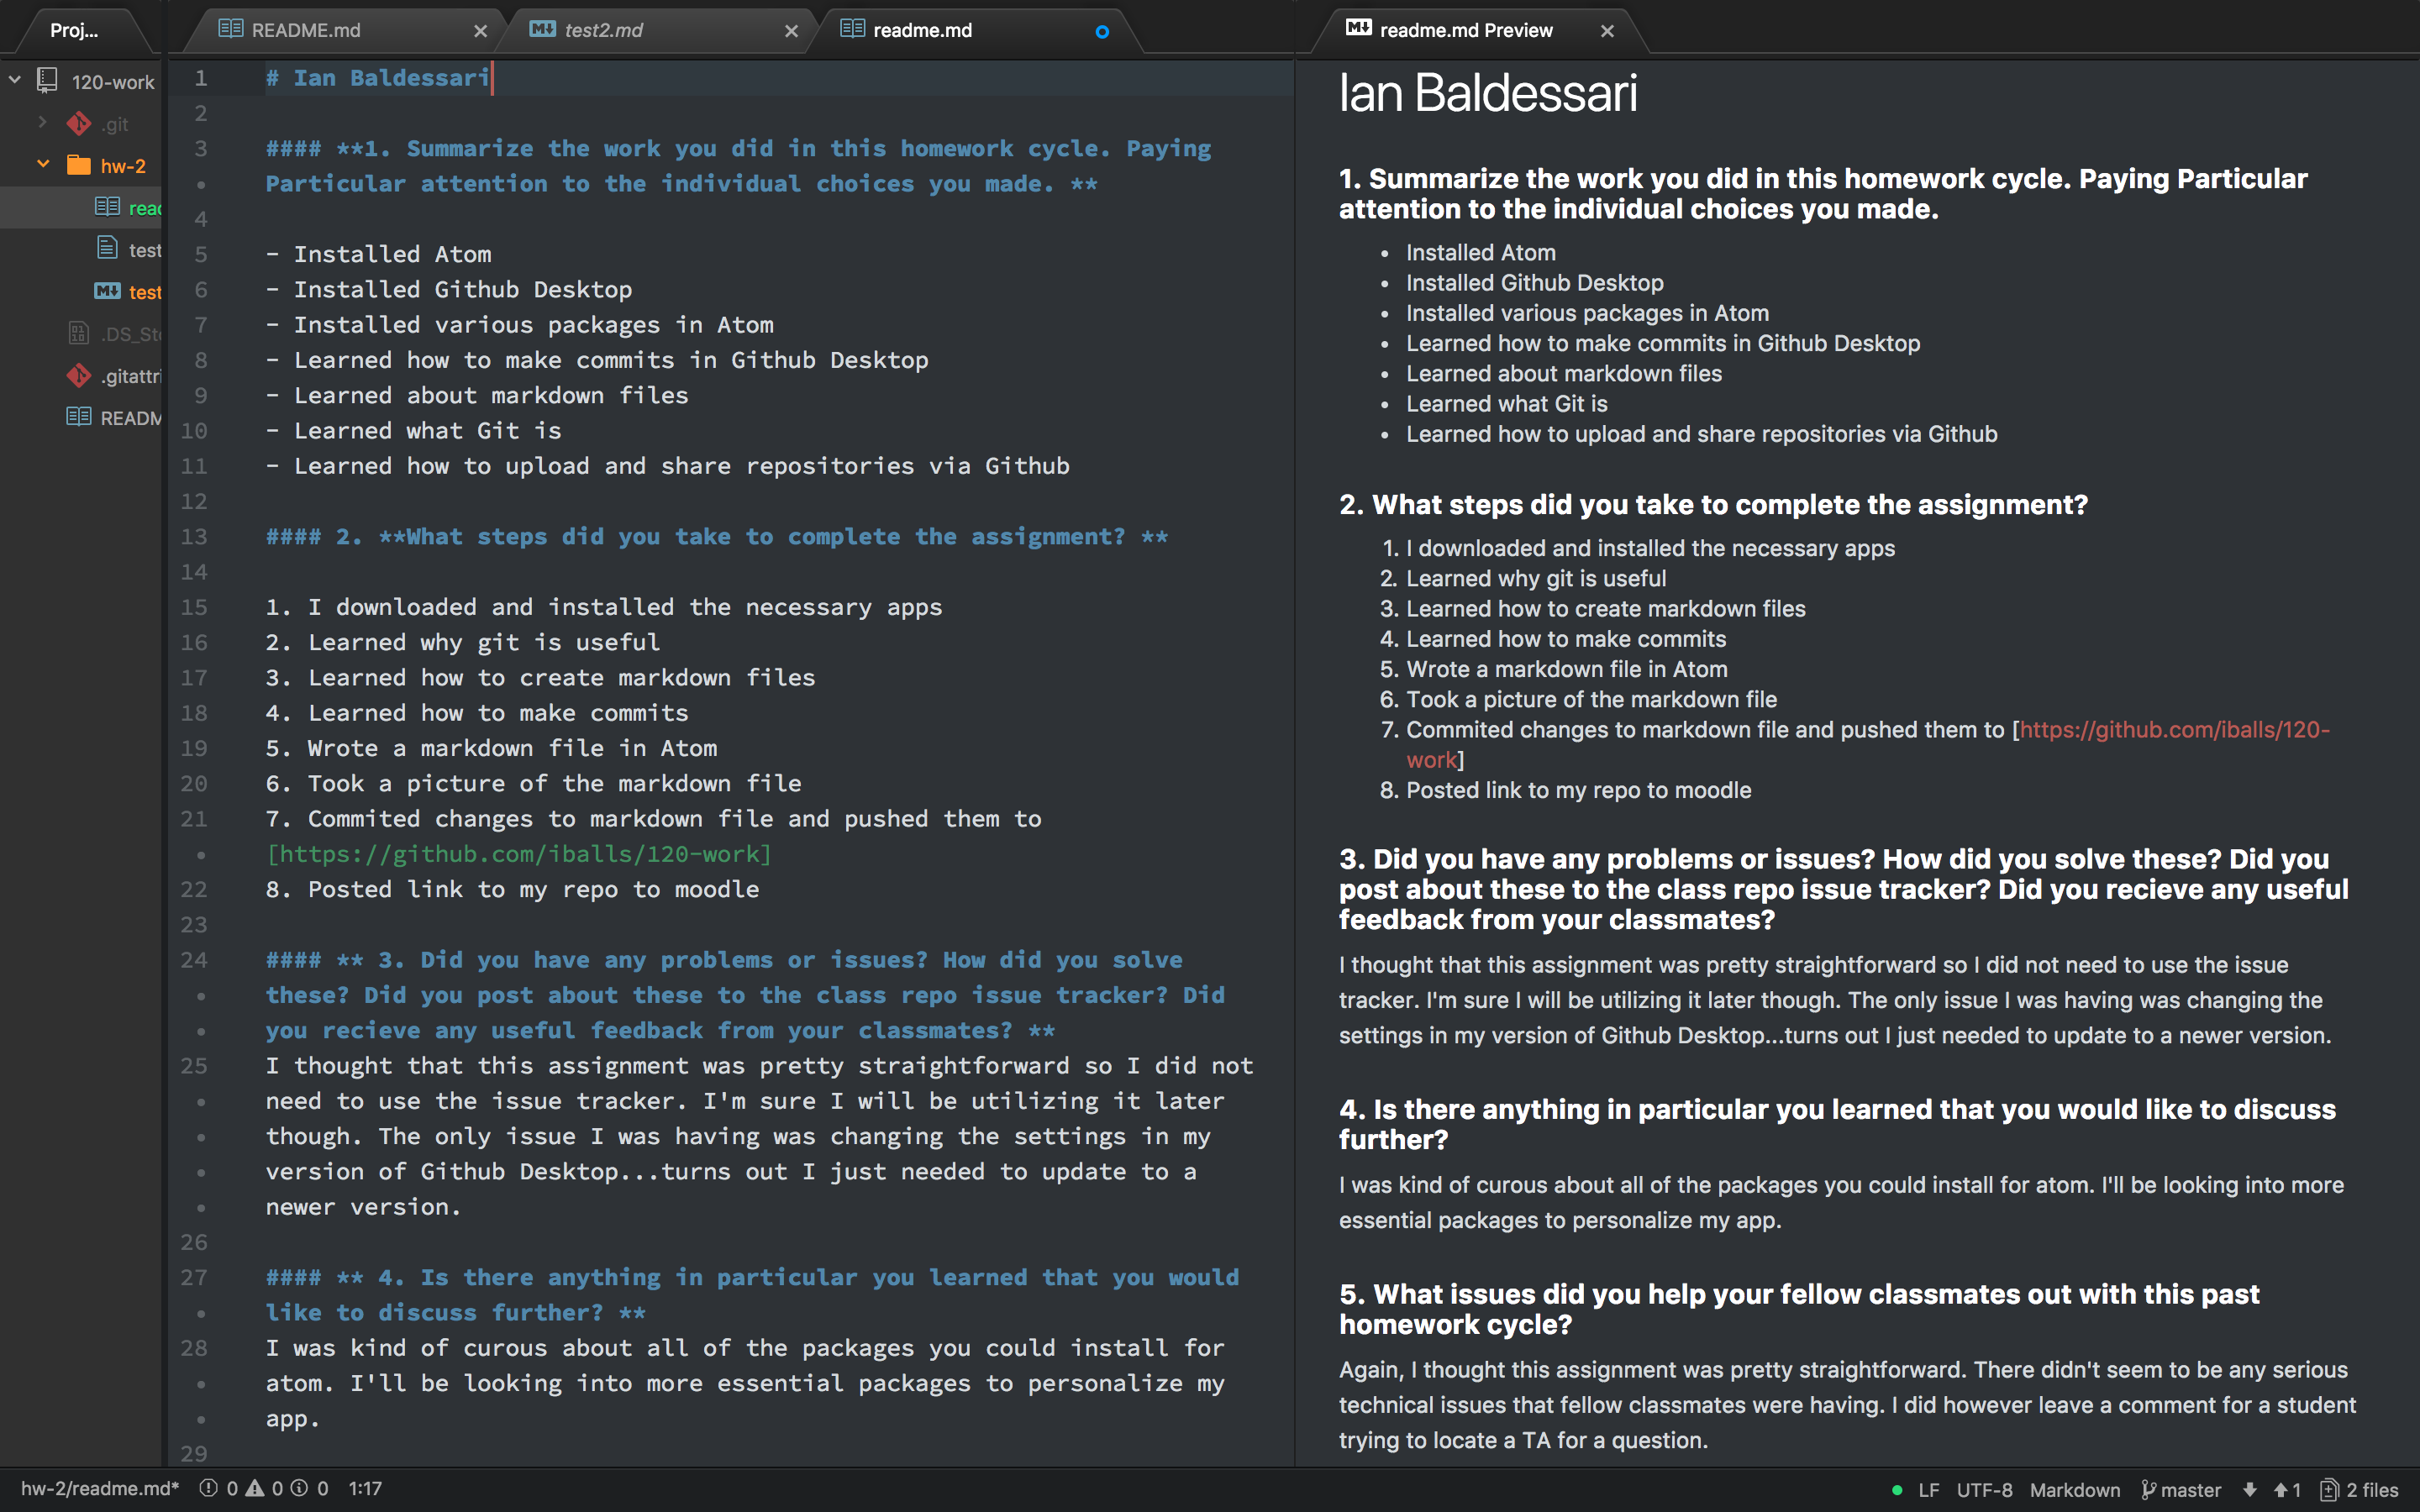 Proj...
README.md
test2.md
readme.md
readme.md Preview
120-work
.git
hw-2
read
test
test
.DS_Sto
.gitattri
READM
1 # Ian Baldessari
2
3 #### **1. Summarize the work you did in this homework cycle. Paying
Particular attention to the individual choices you made. **
4
5 - Installed Atom
6 - Installed Github Desktop
7 - Installed various packages in Atom
8 - Learned how to make commits in Github Desktop
9 - Learned about markdown files
10 - Learned what Git is
11 - Learned how to upload and share repositories via Github
12
13 #### 2. **What steps did you take to complete the assignment? **
14
15 1. I downloaded and installed the necessary apps
16 2. Learned why git is useful
17 3. Learned how to create markdown files
18 4. Learned how to make commits
19 5. Wrote a markdown file in Atom
20 6. Took a picture of the markdown file
21 7. Commited changes to markdown file and pushed them to
[https://github.com/iballs/120-work]
22 8. Posted link to my repo to moodle
23
24 #### ** 3. Did you have any problems or issues? How did you solve
these? Did you post about these to the class repo issue tracker? Did
you recieve any useful feedback from your classmates? **
25 I thought that this assignment was pretty straightforward so I did not
need to use the issue tracker. I'm sure I will be utilizing it later
though. The only issue I was having was changing the settings in my
version of Github Desktop...turns out I just needed to update to a
newer version.
26
27 #### ** 4. Is there anything in particular you learned that you would
like to discuss further? **
28 I was kind of curous about all of the packages you could install for
atom. I'll be looking into more essential packages to personalize my
app.
29
Ian Baldessari
1. Summarize the work you did in this homework cycle. Paying Particular
attention to the individual choices you made.
• Installed Atom
• Installed Github Desktop
• Installed various packages in Atom
• Learned how to make commits in Github Desktop
• Learned about markdown files
• Learned what Git is
• Learned how to upload and share repositories via Github
2. What steps did you take to complete the assignment?
1. I downloaded and installed the necessary apps
2. Learned why git is useful
3. Learned how to create markdown files
4. Learned how to make commits
5. Wrote a markdown file in Atom
6. Took a picture of the markdown file
7. Commited changes to markdown file and pushed them to [https://github.com/iballs/120-
work]
8. Posted link to my repo to moodle
3. Did you have any problems or issues? How did you solve these? Did you
post about these to the class repo issue tracker? Did you recieve any useful
feedback from your classmates?
I thought that this assignment was pretty straightforward so I did not need to use the issue
tracker. I'm sure I will be utilizing it later though. The only issue I was having was changing the
settings in my version of Github Desktop...turns out I just needed to update to a newer version.
4. Is there anything in particular you learned that you would like to discuss
further?
I was kind of curous about all of the packages you could install for atom. I'll be looking into more
essential packages to personalize my app.
5. What issues did you help your fellow classmates out with this past
homework cycle?
Again, I thought this assignment was pretty straightforward. There didn't seem to be any serious
technical issues that fellow classmates were having. I did however leave a comment for a student
trying to locate a TA for a question.
hw-2/readme.md* 0 0 0 1:17
LF UTF-8 Markdown master 1 2 files